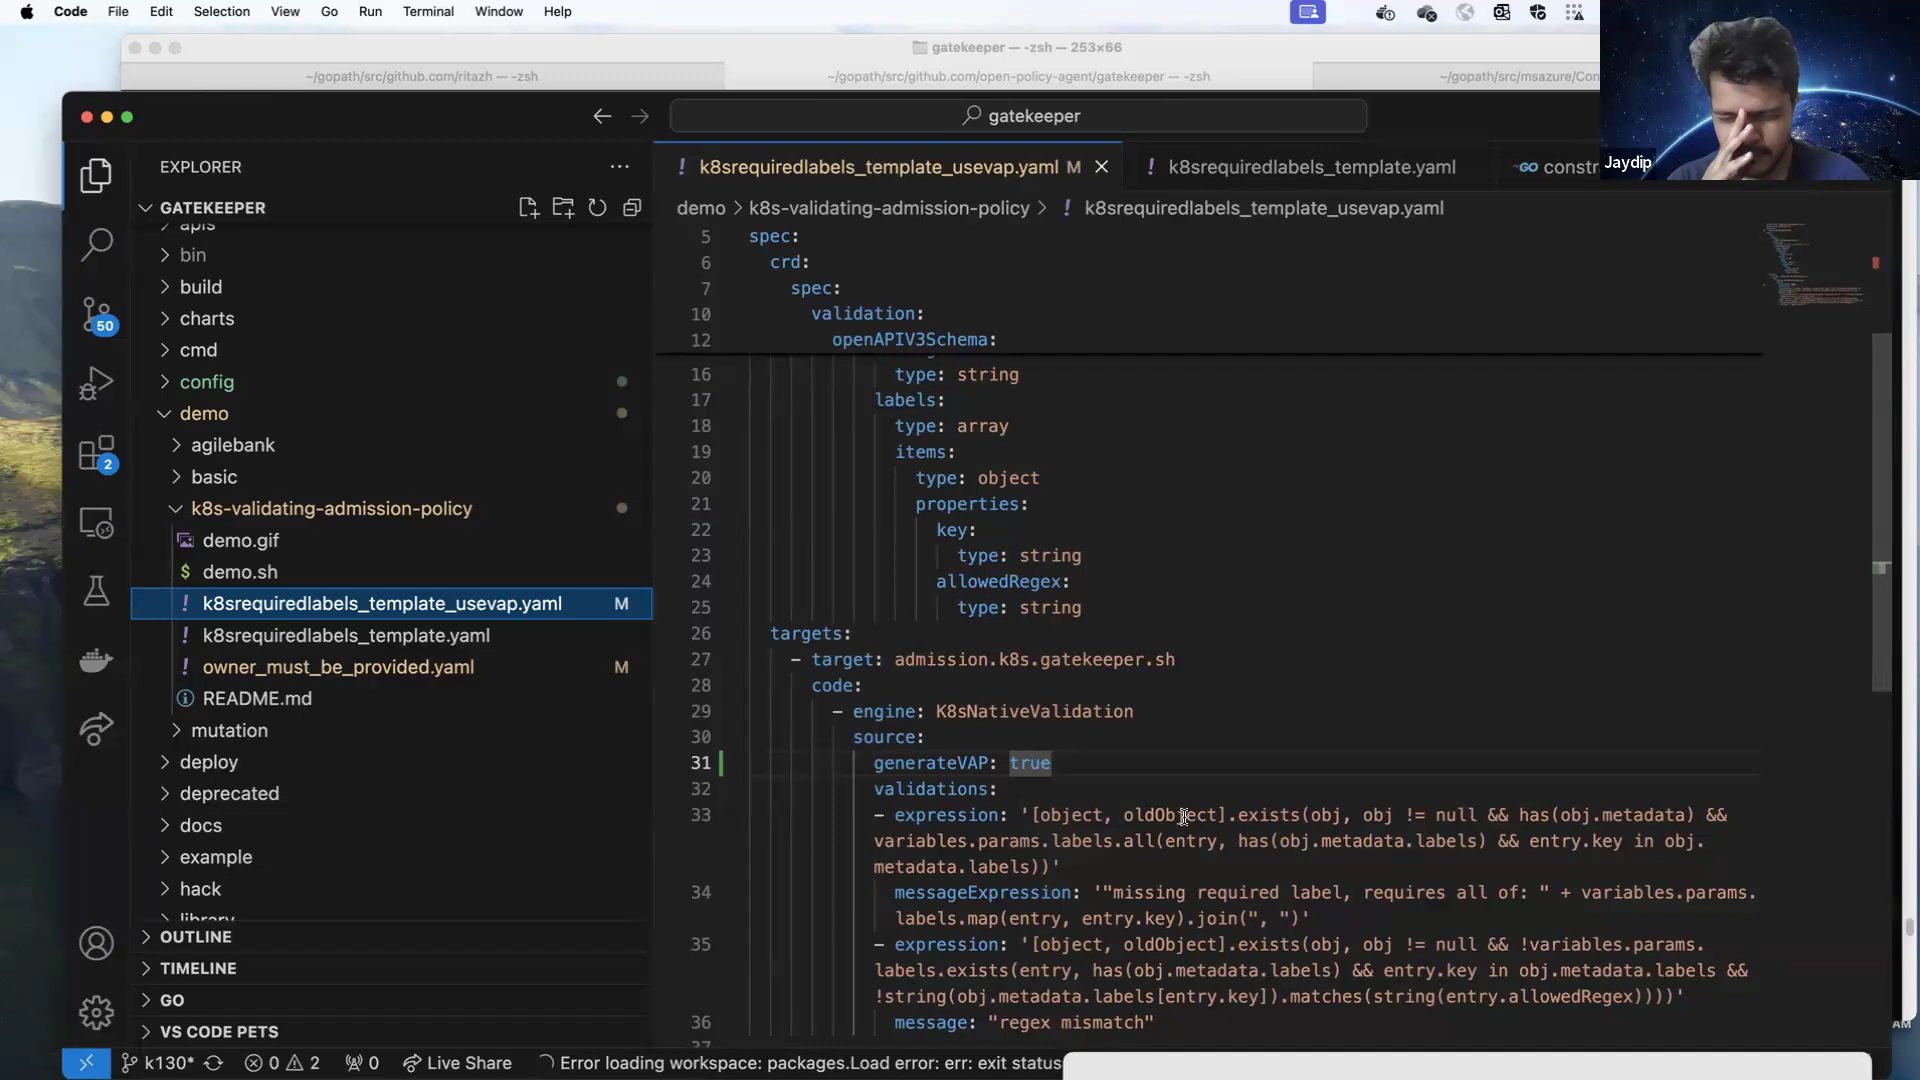 Code File Edit Selection View Go Run Terminal Window Help
gatekeeper — -zsh — 253×66
~/gopath/src/github.com/ritazh — -zsh
~/gopath/src/github.com/open-policy-agent/gatekeeper — -zsh
~/gopath/src/msazure/Con
Jaydip
gatekeeper
EXPLORER
k8srequiredlabels_template_usevap.yaml M
k8srequiredlabels_template.yaml
GO constr
GATEKEEPER
demo > k8s-validating-admission-policy > ! k8srequiredlabels_template_usevap.yaml
apis
bin
build
charts
cmd
config
demo
agilebank
basic
k8s-validating-admission-policy
demo.gif
$ demo.sh
! k8srequiredlabels_template_usevap.yaml M
! k8srequiredlabels_template.yaml
! owner_must_be_provided.yaml M
README.md
mutation
deploy
deprecated
docs
example
hack
library
OUTLINE
TIMELINE
GO
VS CODE PETS
50
2
5 spec:
6 crd:
7 spec:
10 validation:
12 openAPIV3Schema:
16 type: string
17 labels:
18 type: array
19 items:
20 type: object
21 properties:
22 key:
23 type: string
24 allowedRegex:
25 type: string
26 targets:
27 - target: admission.k8s.gatekeeper.sh
28 code:
29 - engine: K8sNativeValidation
30 source:
31 generateVAP: true
32 validations:
33 - expression: '[object, oldObject].exists(obj, obj != null && has(obj.metadata) &&
variables.params.labels.all(entry, has(obj.metadata.labels) && entry.key in obj.
metadata.labels))'
34 messageExpression: '"missing required label, requires all of: " + variables.params.
labels.map(entry, entry.key).join(", ")'
35 - expression: '[object, oldObject].exists(obj, obj != null && !variables.params.
labels.exists(entry, has(obj.metadata.labels) && entry.key in obj.metadata.labels &&
!string(obj.metadata.labels[entry.key]).matches(string(entry.allowedRegex))))'
36 message: "regex mismatch"
37
AM
k130* 0 2 0 Live Share Error loading workspace: packages.Load error: err: exit status